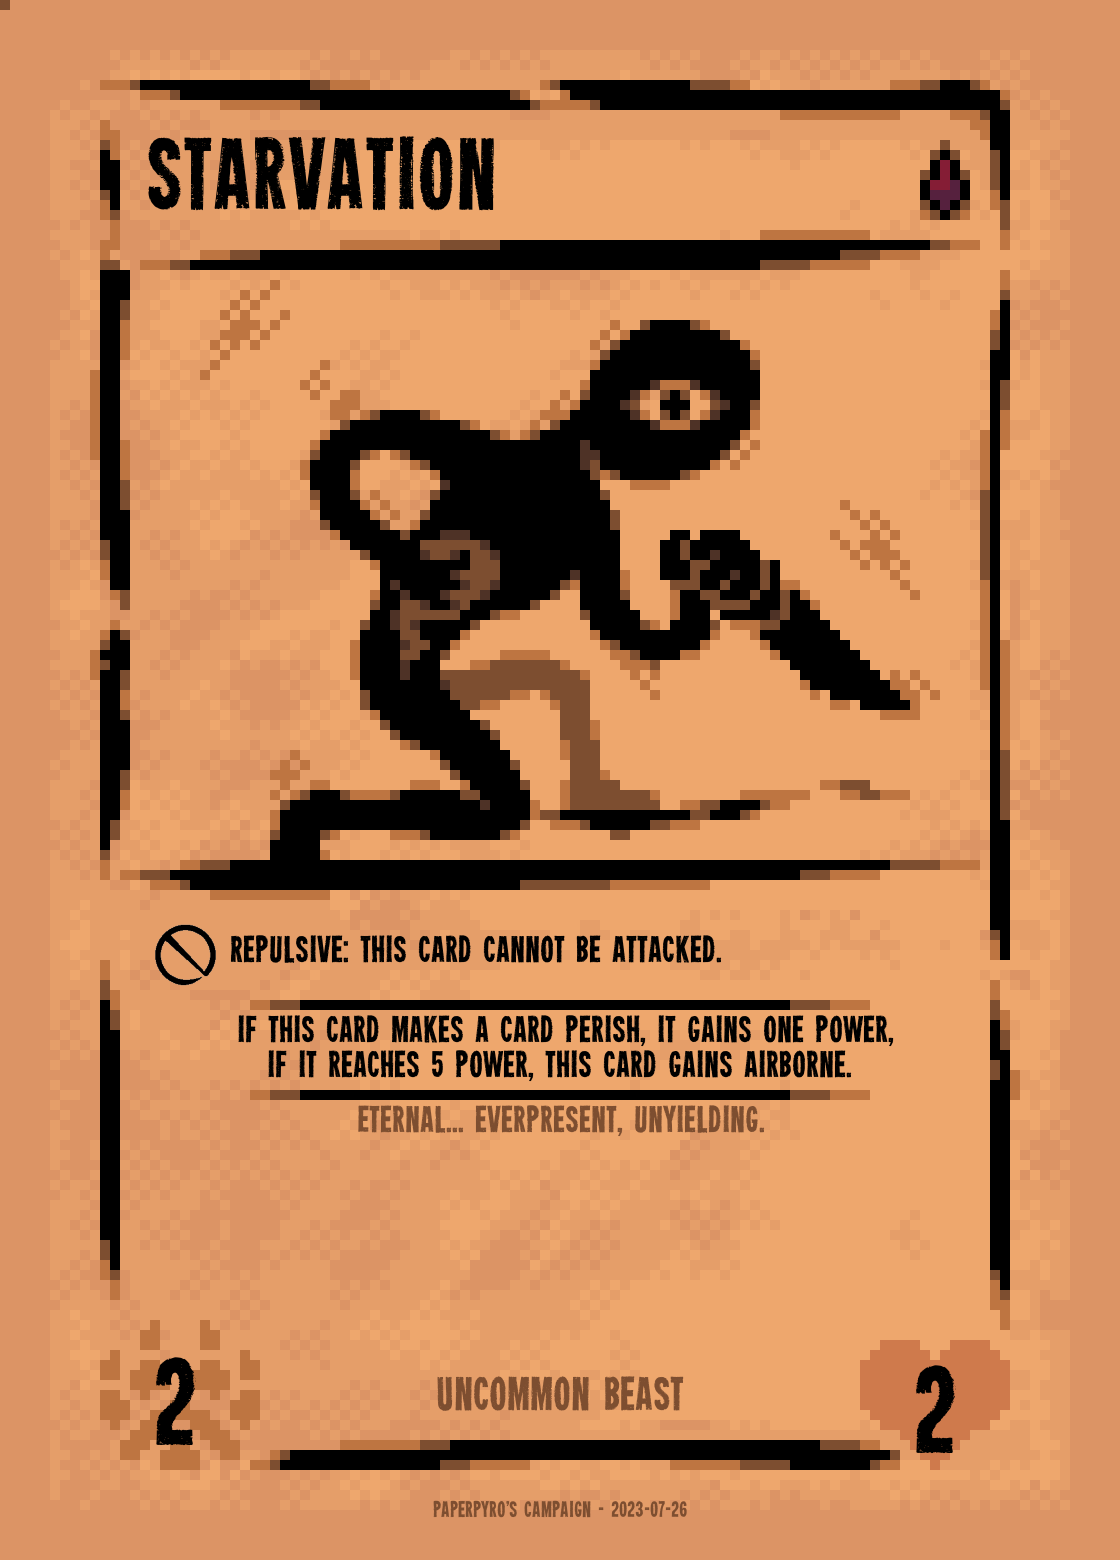 STARVATION
REPULSIVE: THIS CARD CANNOT BE ATTACKED.
IF THIS CARD MAKES A CARD PERISH, IT GAINS ONE POWER,
IF IT REACHES 5 POWER, THIS CARD GAINS AIRBORNE.
ETERNAL... EVERPRESENT, UNYIELDING.
2
UNCOMMON BEAST
2
PAPERPYRO'S CAMPAIGN - 2023-07-26